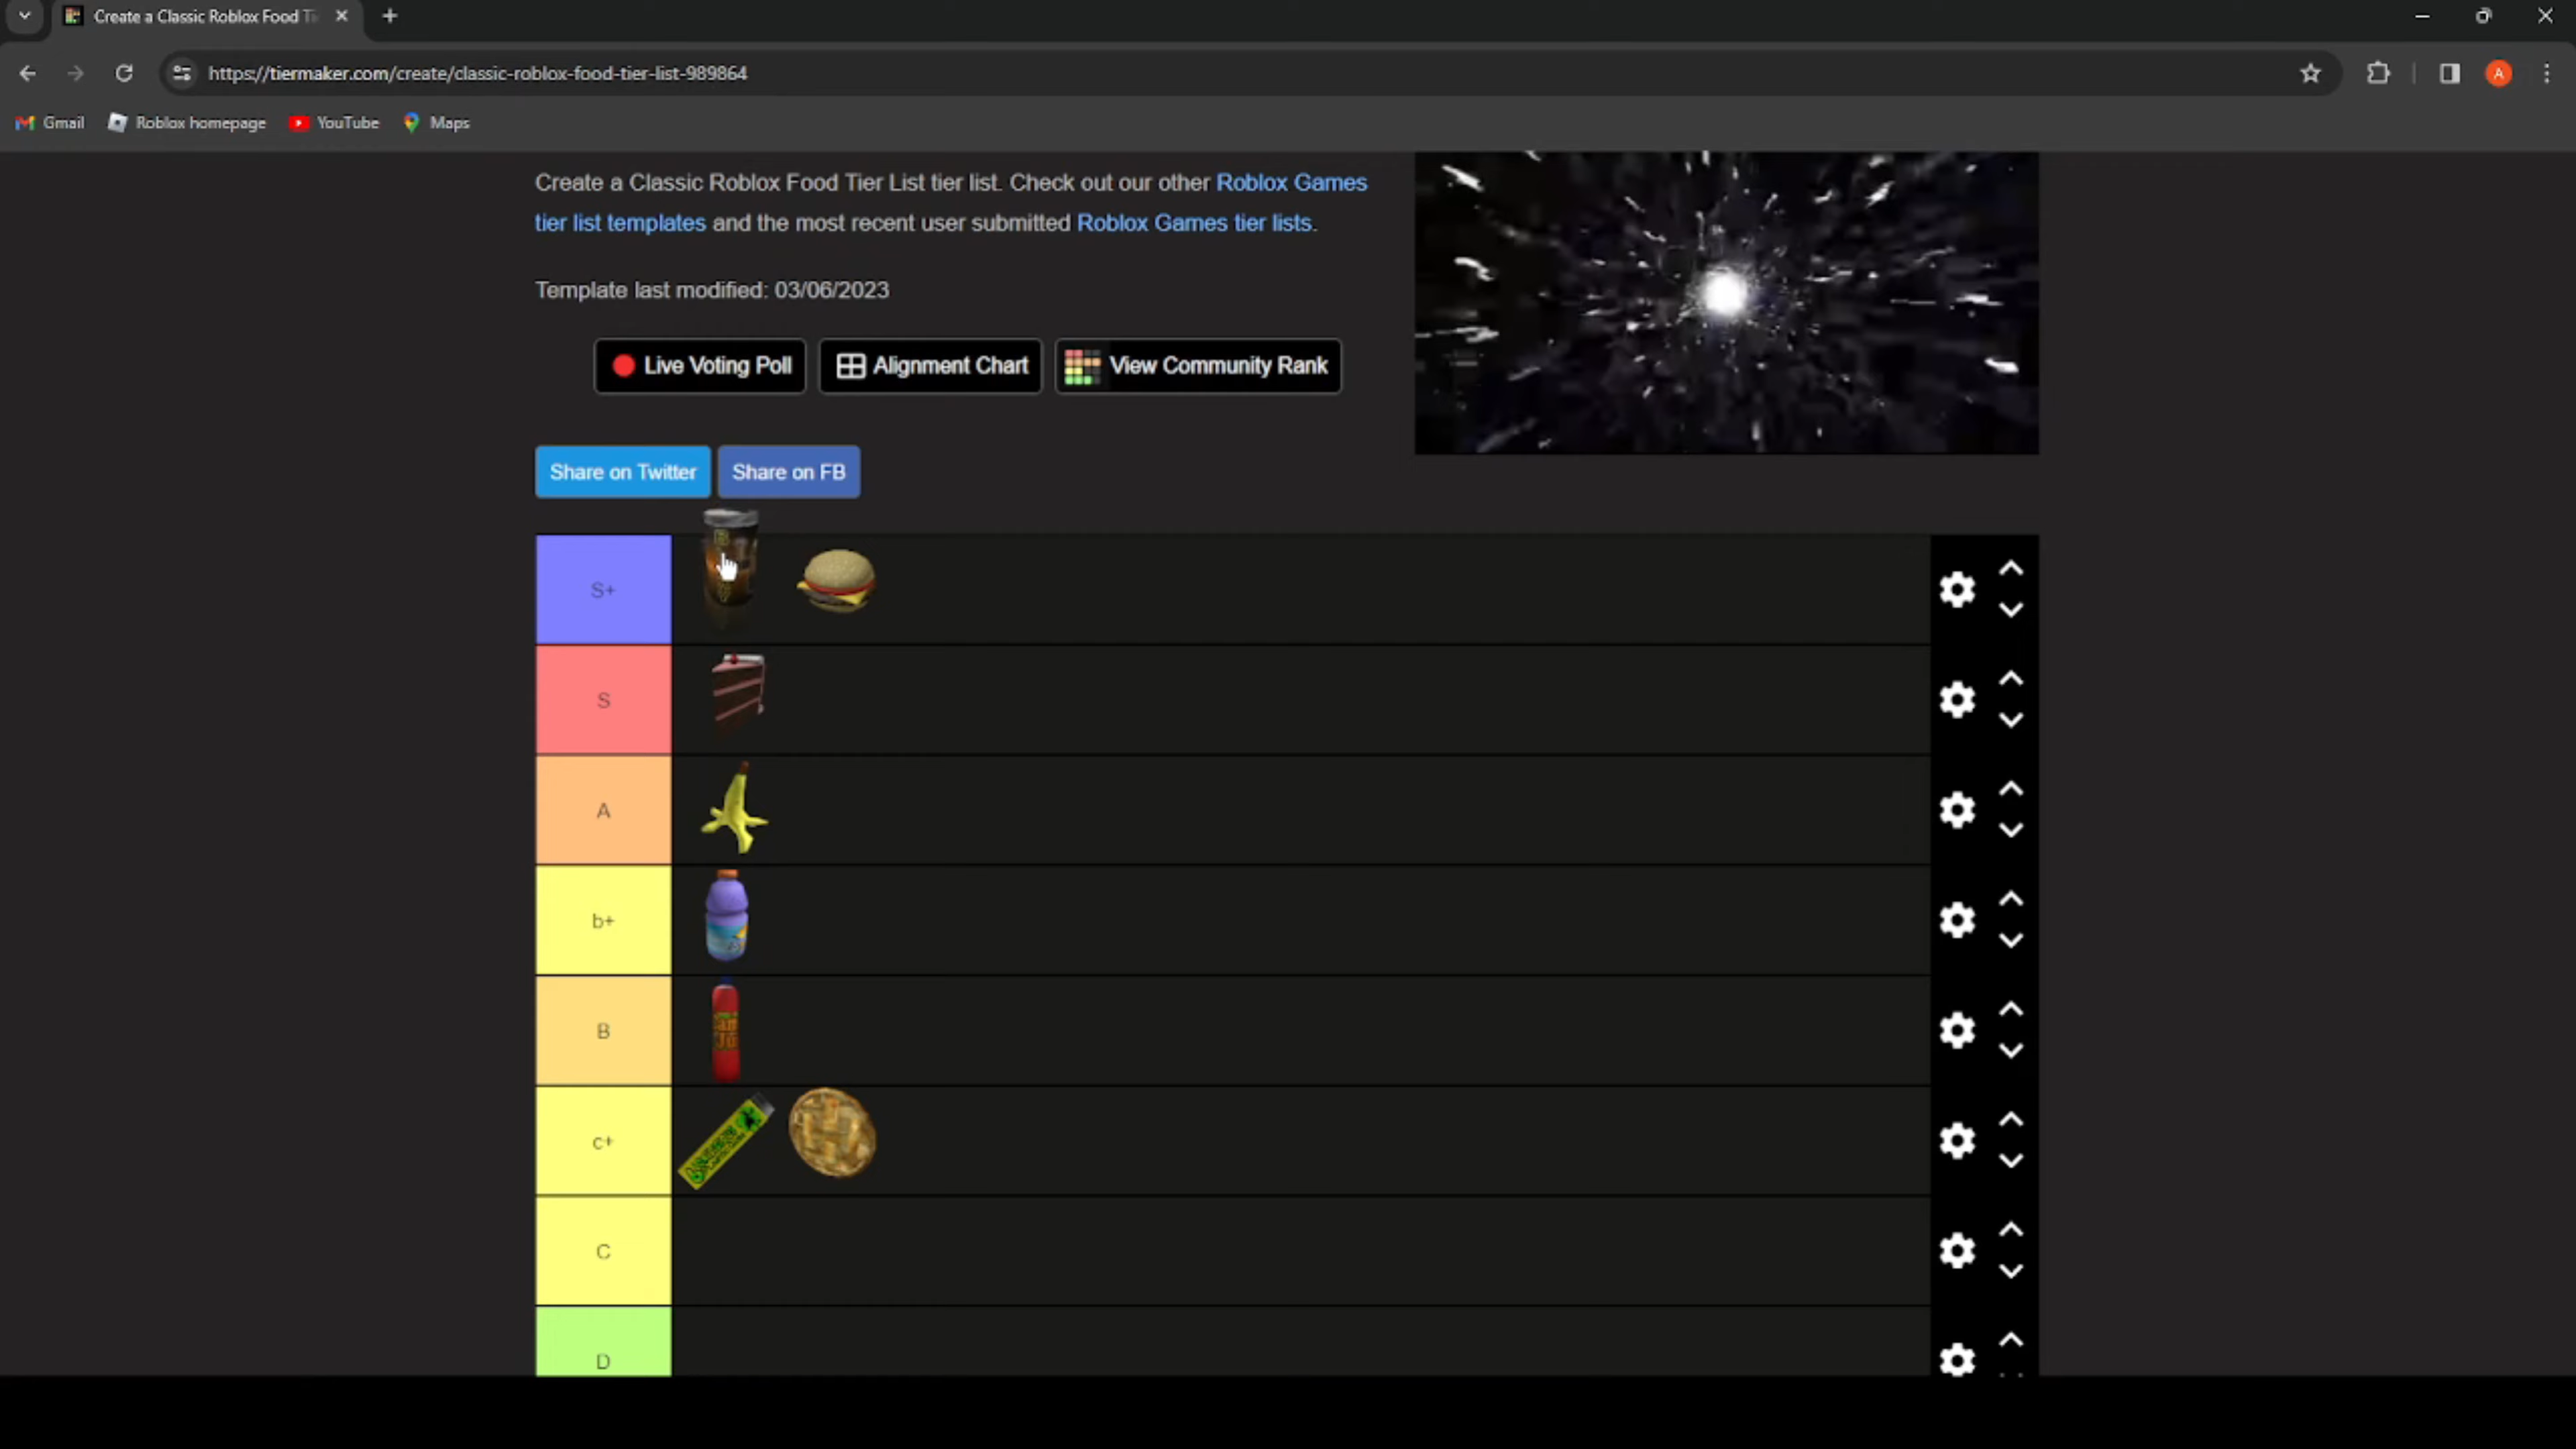 Create a Classic Roblox Food Ti
https://tiermaker.com/create/classic-roblox-food-tier-list-989864
A
Gmail
Roblox homepage
YouTube
Maps
Create a Classic Roblox Food Tier List tier list. Check out our other Roblox Games
tier list templates and the most recent user submitted Roblox Games tier lists.
Template last modified: 03/06/2023
Live Voting Poll
Alignment Chart
View Community Rank
Share on Twitter
Share on FB
S+
S
A
b+
B
c+
C
D